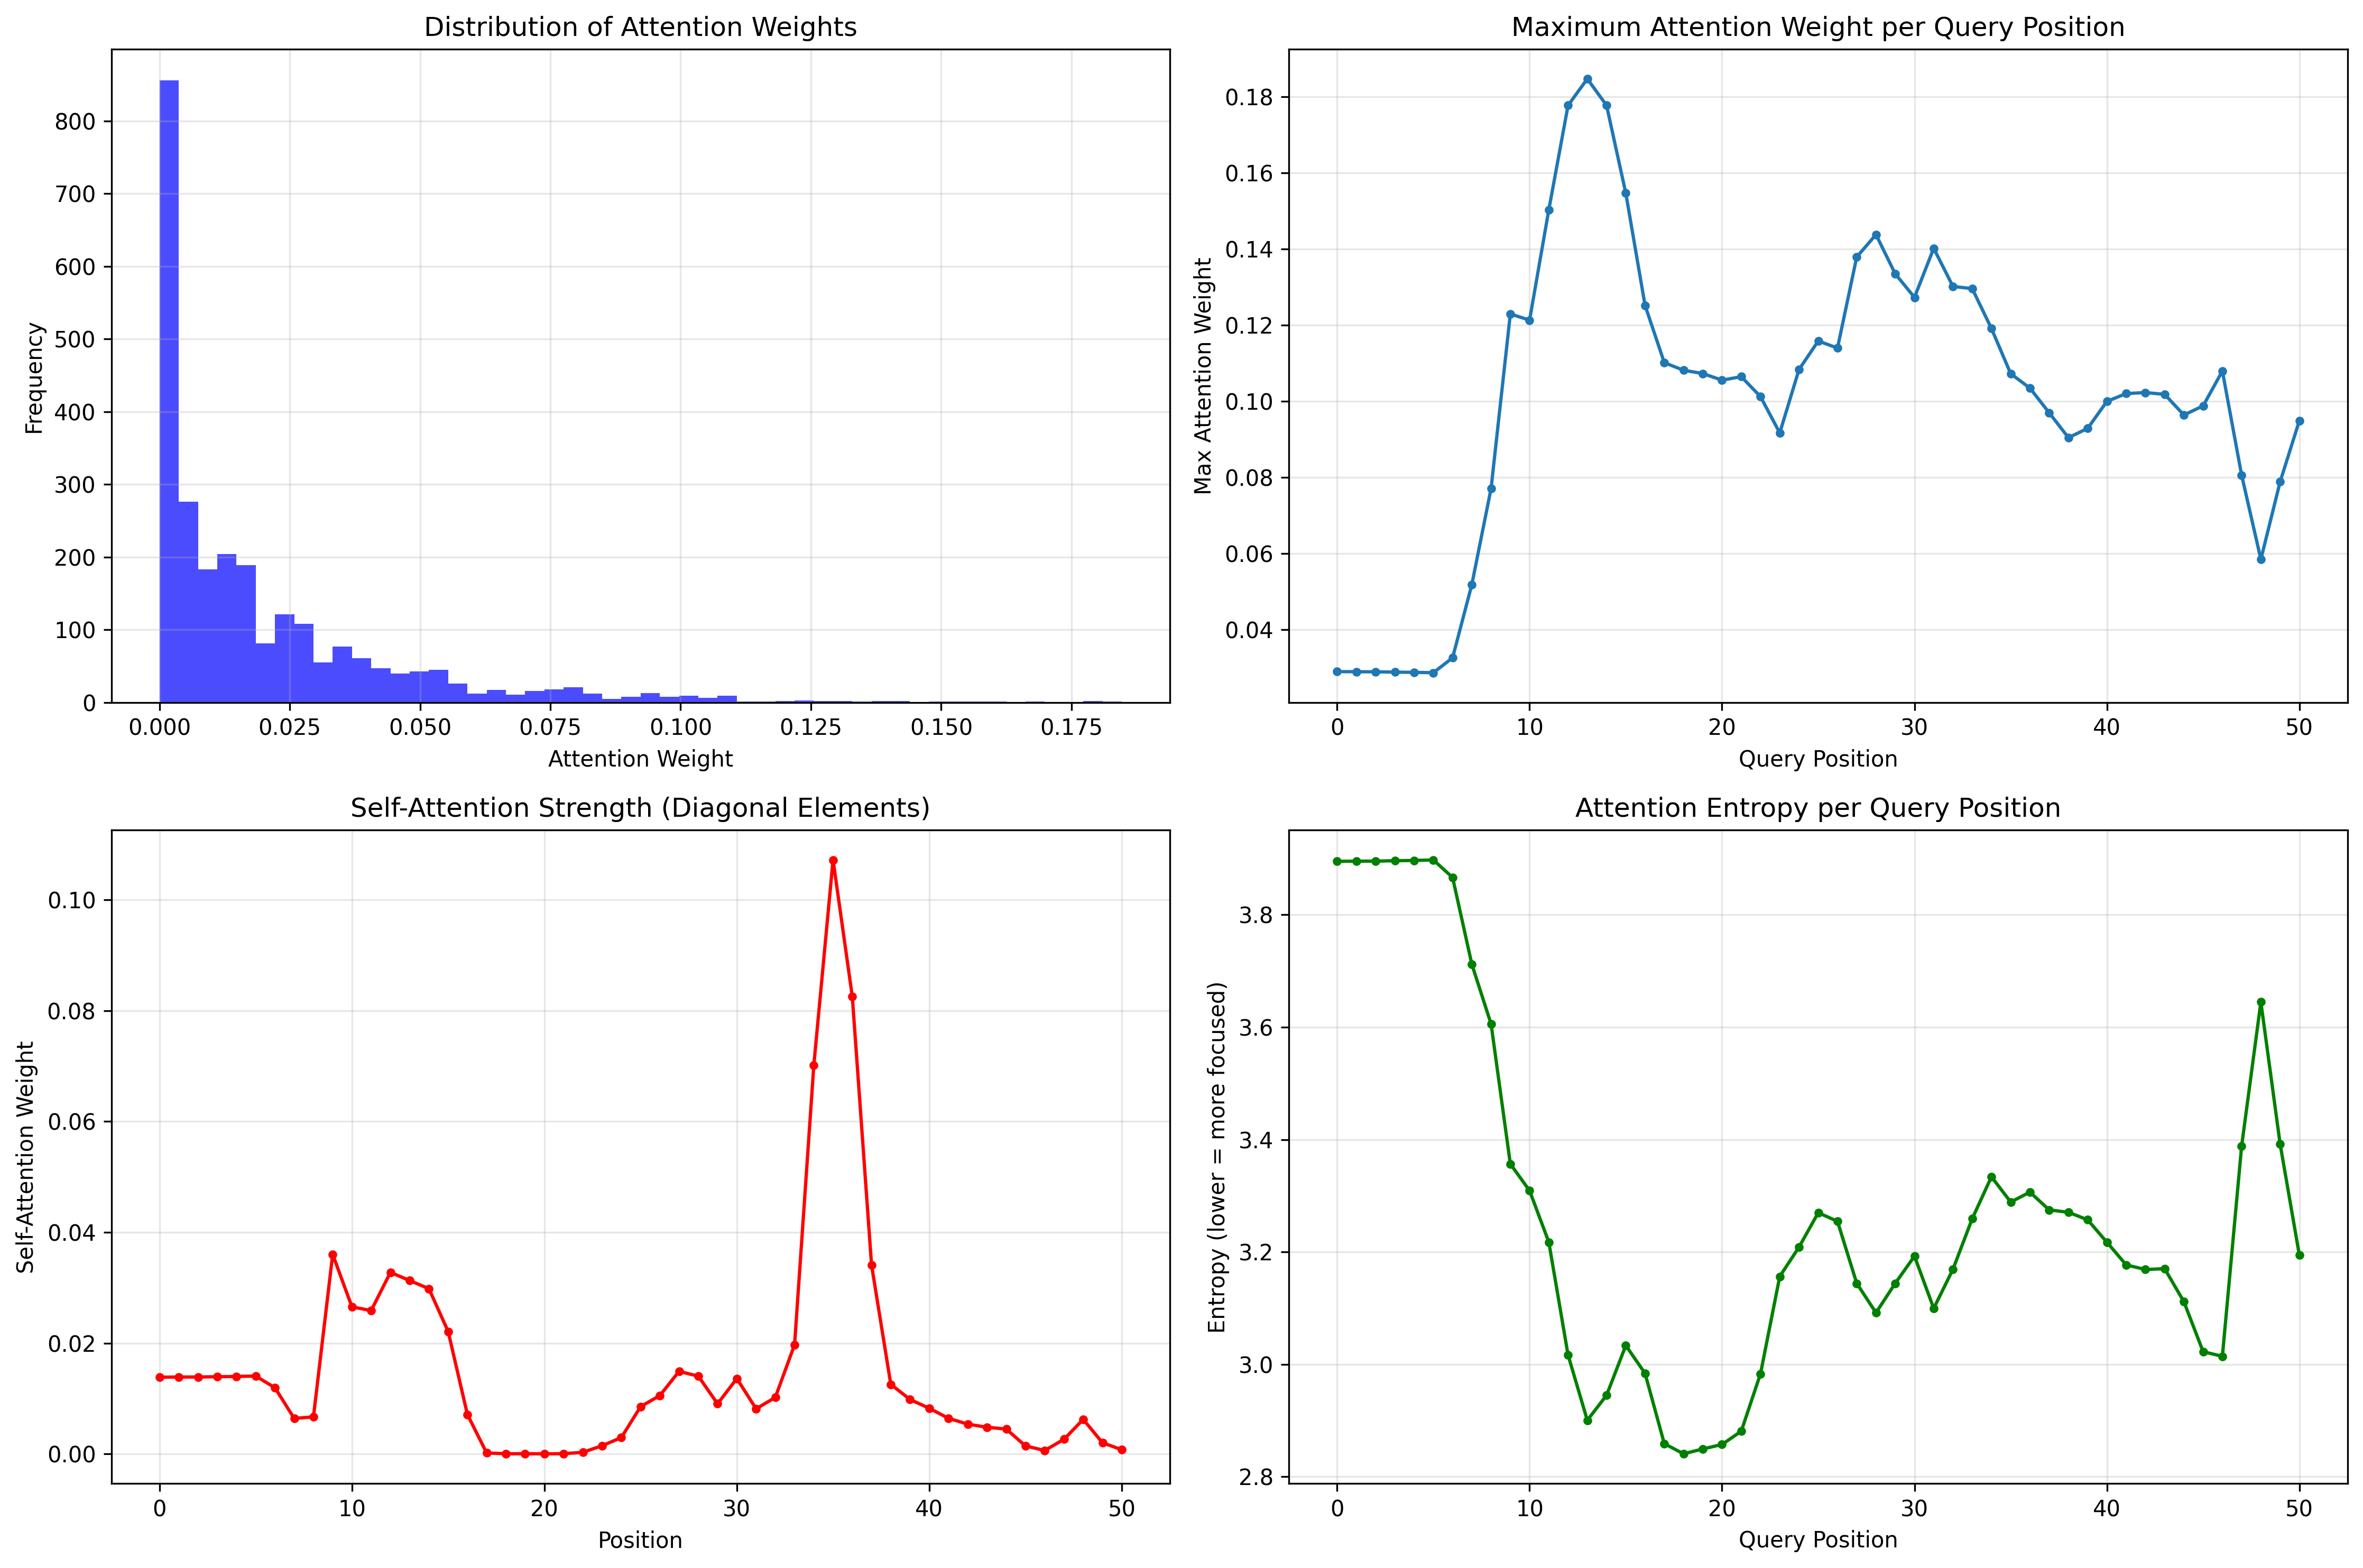 Distribution of Attention Weights
800
700
600
500
400
300
200
100
0
Frequency
0.000 0.025 0.050 0.075 0.100 0.125 0.150 0.175
Attention Weight
Maximum Attention Weight per Query Position
0.18
0.16
0.14
0.12
0.10
0.08
0.06
0.04
Max Attention Weight
0 10 20 30 40 50
Query Position
Self-Attention Strength (Diagonal Elements)
0.10
0.08
0.06
0.04
0.02
0.00
Self-Attention Weight
0 10 20 30 40 50
Position
Attention Entropy per Query Position
3.8
3.6
3.4
3.2
3.0
2.8
Entropy (lower = more focused)
0 10 20 30 40 50
Query Position